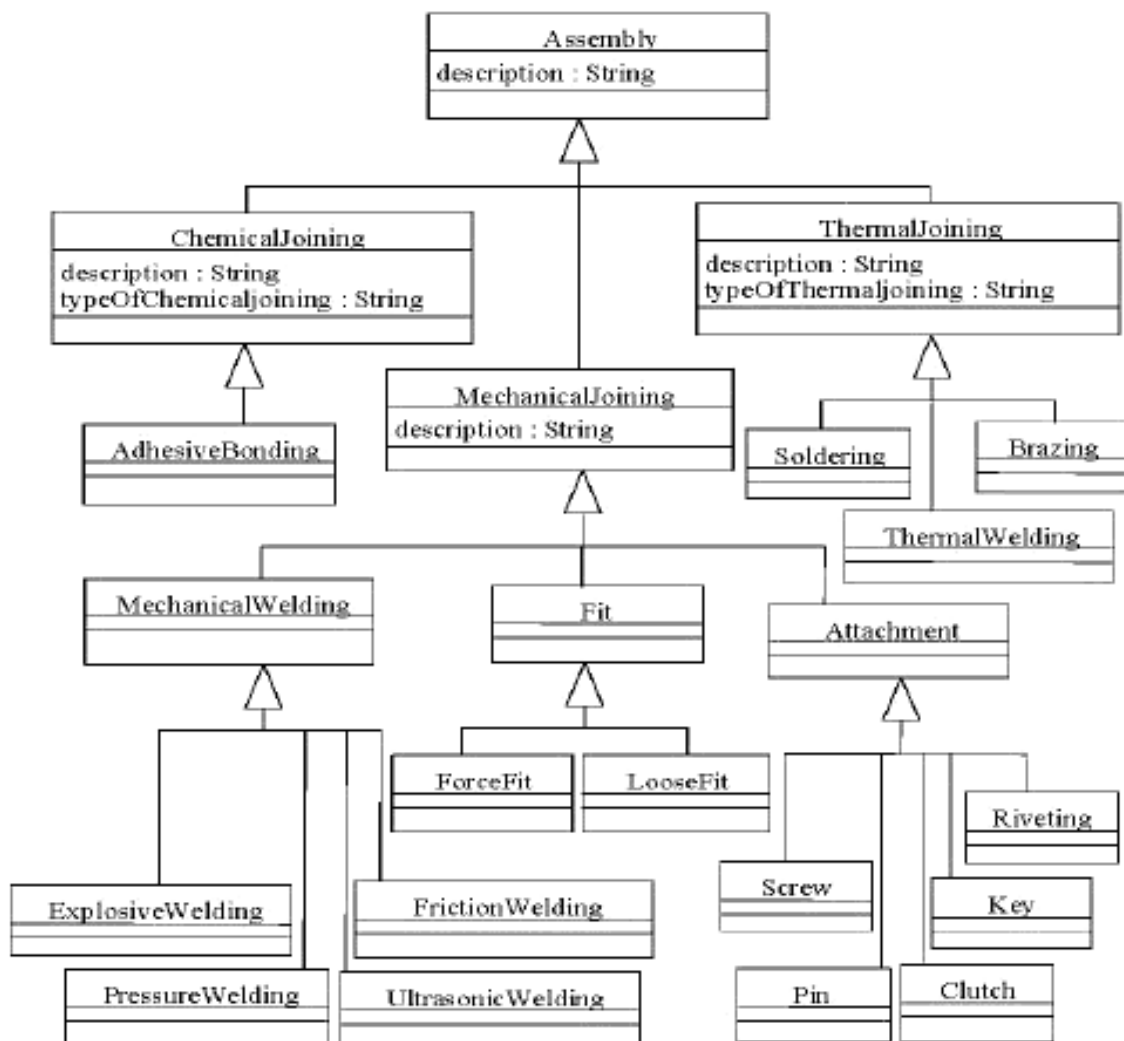 Assembly
description : String
ChemicalJoining
description : String
typeOfChemicaljoining : String
ThermalJoining
description : String
typeOfThermaljoining : String
MechanicalJoining
description : String
AdhesiveBonding
Soldering
Brazing
ThermalWelding
MechanicalWelding
Fit
Attachment
ForceFit
LooseFit
Riveting
Screw
Key
ExplosiveWelding
FrictionWelding
PressureWelding
UltrasonicWelding
Pin
Clutch